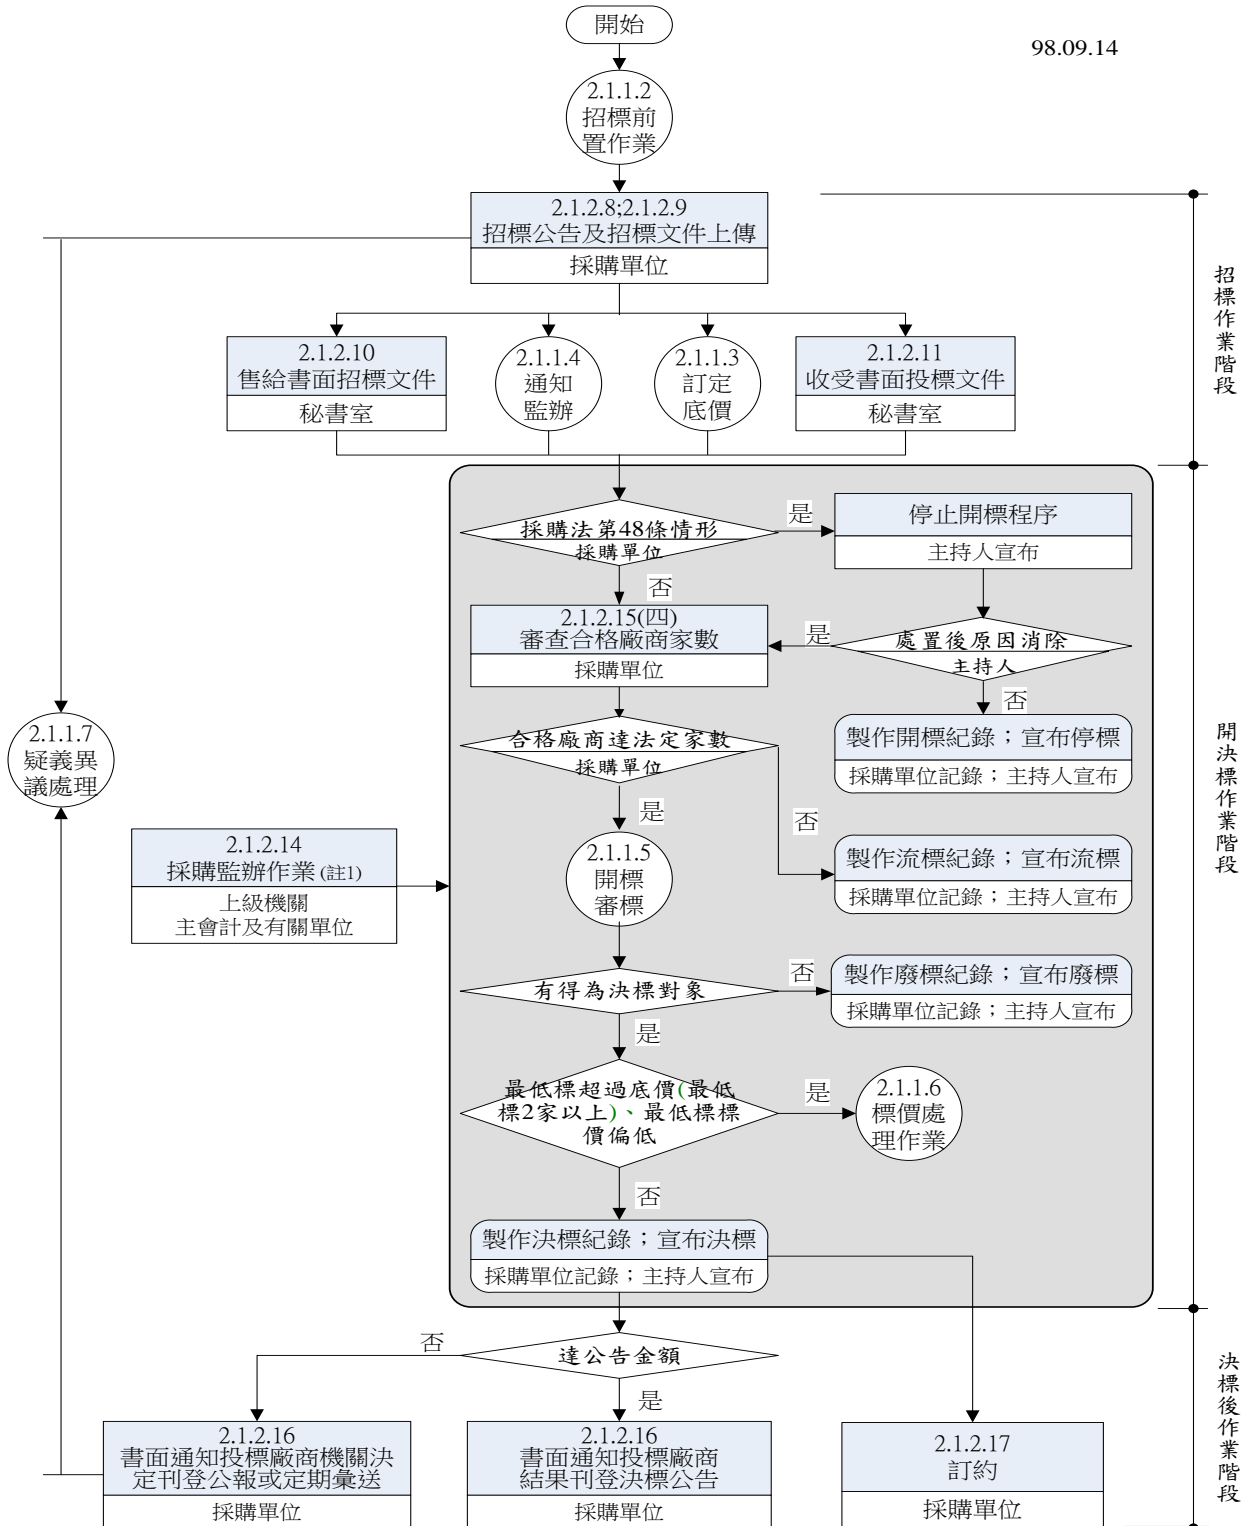 開始
98.09.14
2.1.1.2
招標前
置作業
2.1.2.8;2.1.2.9
招標公告及招標文件上傳
採購單位
招標作業階段
2.1.2.10
售給書面招標文件
秘書室
2.1.1.4
通知
監辦
2.1.1.3
訂定
底價
2.1.2.11
收受書面投標文件
秘書室
採購法第48條情形
採購單位
是
停止開標程序
主持人宣布
否
2.1.2.15(四)
審查合格廠商家數
採購單位
是
處置後原因消除
主持人
否
2.1.1.7
疑義異
議處理
合格廠商達法定家數
採購單位
製作開標紀錄；宣布停標
採購單位記錄；主持人宣布
開決標作業階段
是
否
2.1.2.14
採購監辦作業(註1)
上級機關
主會計及有關單位
2.1.1.5
開標
審標
製作流標紀錄；宣布流標
採購單位記錄；主持人宣布
有得為決標對象
否
製作廢標紀錄；宣布廢標
採購單位記錄；主持人宣布
是
最低標超過底價(最低
標2家以上)、最低標標
價偏低
是
2.1.1.6
標價處
理作業
否
製作決標紀錄；宣布決標
採購單位記錄；主持人宣布
否
達公告金額
是
決標後作業階段
2.1.2.16
書面通知投標廠商機關決
定刊登公報或定期彙送
採購單位
2.1.2.16
書面通知投標廠商
結果刊登決標公告
採購單位
2.1.2.17
訂約
採購單位